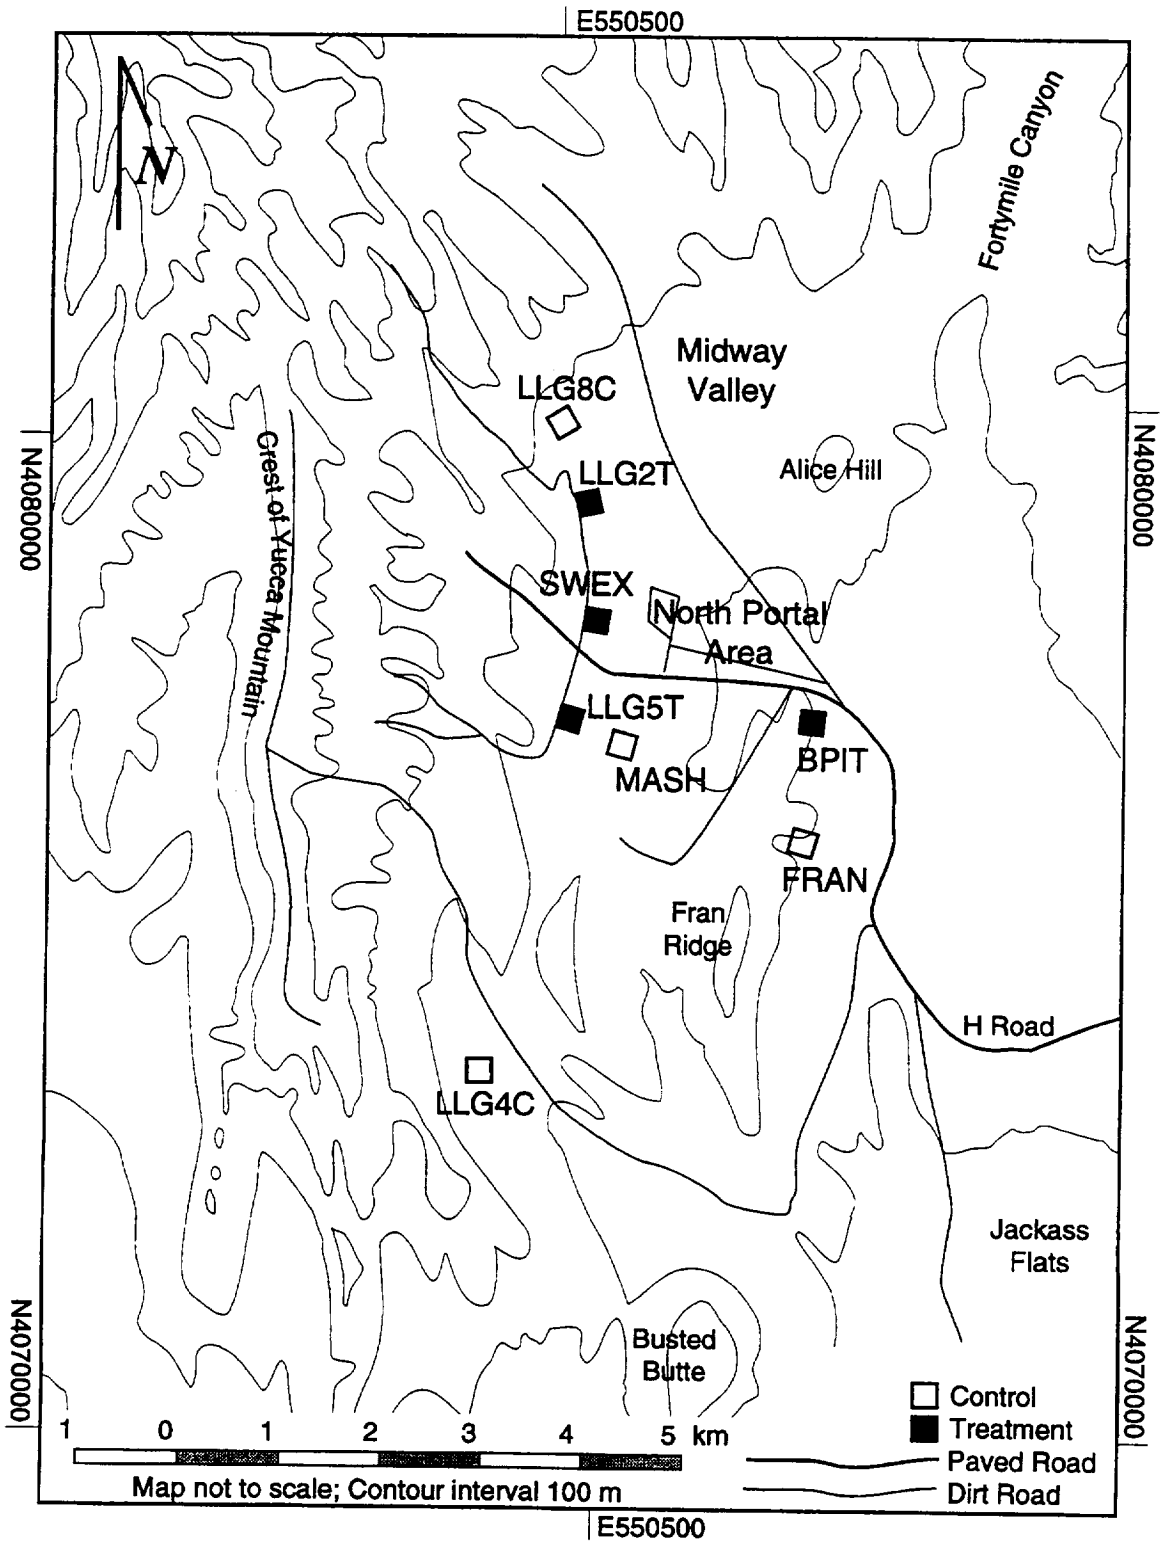 E550500
N
Fortymile Canyon
Midway
Valley
LLG8C
Alice Hill
LLG2T
N4080000
N4080000
Crest of Yucca Mountain
SWEX
North Portal
Area
LLG5T
MASH
BPIT
FRAN
Fran
Ridge
H Road
LLG4C
Jackass
Flats
N4070000
N4070000
Busted
Butte
Control
Treatment
Paved Road
Dirt Road
1 0 1 2 3 4 5 km
Map not to scale; Contour interval 100 m
E550500